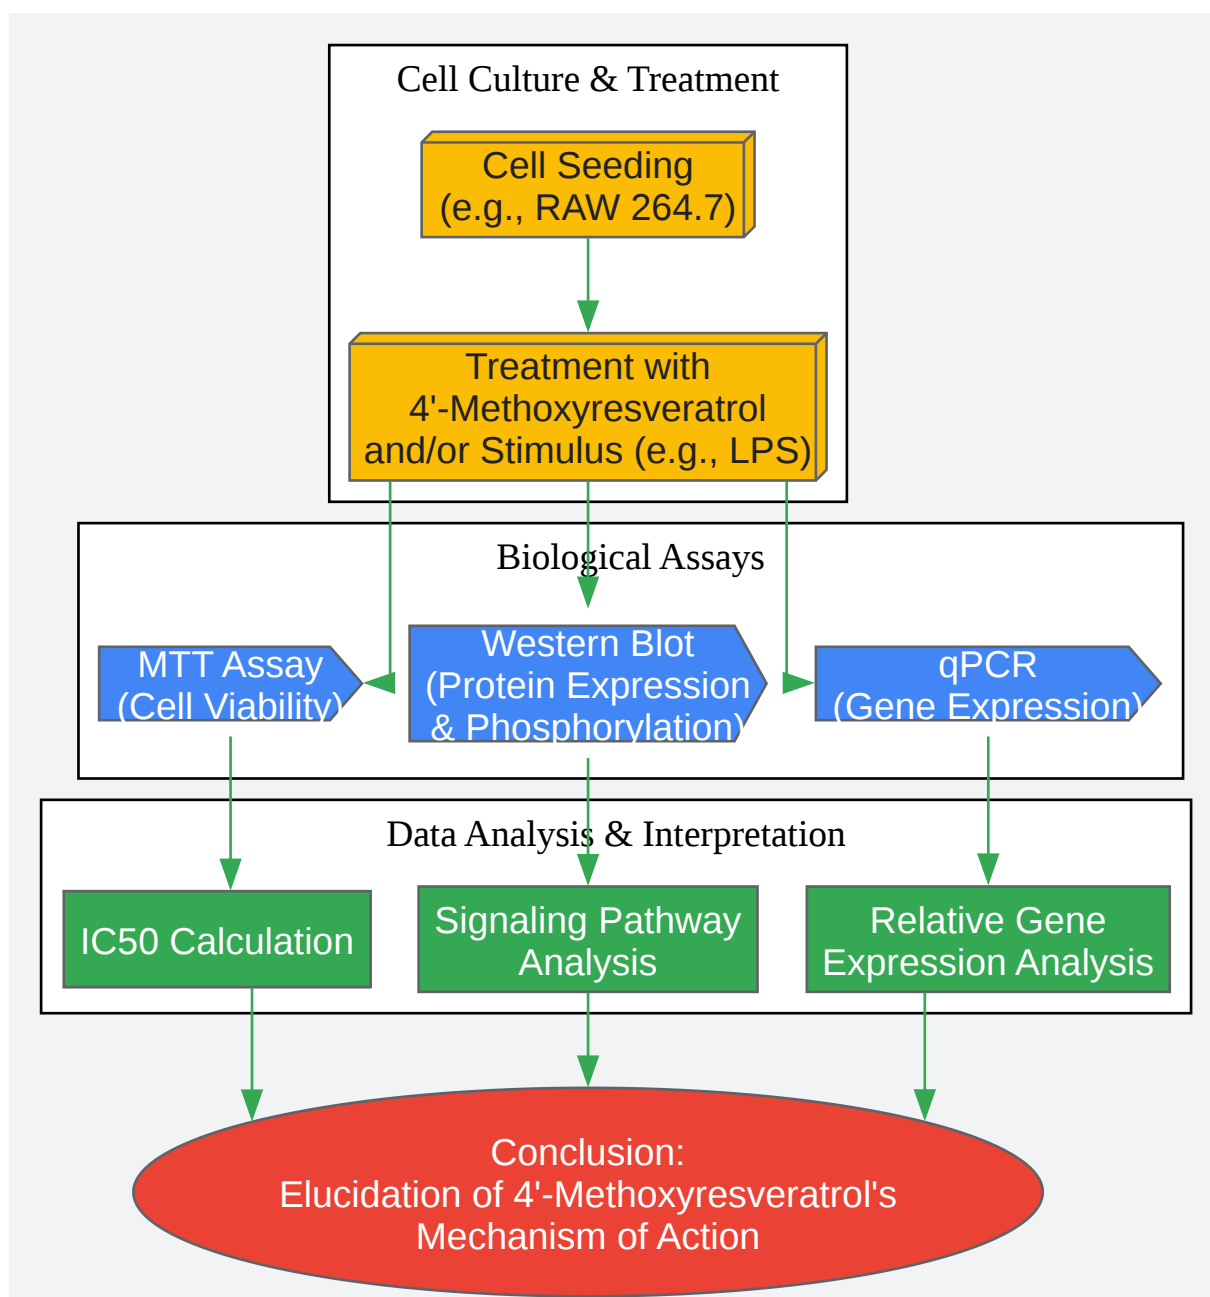 Cell Culture & Treatment
Cell Seeding
(e.g., RAW 264.7)
Treatment with
4'-Methoxyresveratrol
and/or Stimulus (e.g., LPS)
Biological Assays
MTT Assay
(Cell Viability)
Western Blot
(Protein Expression
& Phosphorylation)
qPCR
(Gene Expression)
Data Analysis & Interpretation
IC50 Calculation
Signaling Pathway
Analysis
Relative Gene
Expression Analysis
Conclusion:
Elucidation of 4'-Methoxyresveratrol's
Mechanism of Action